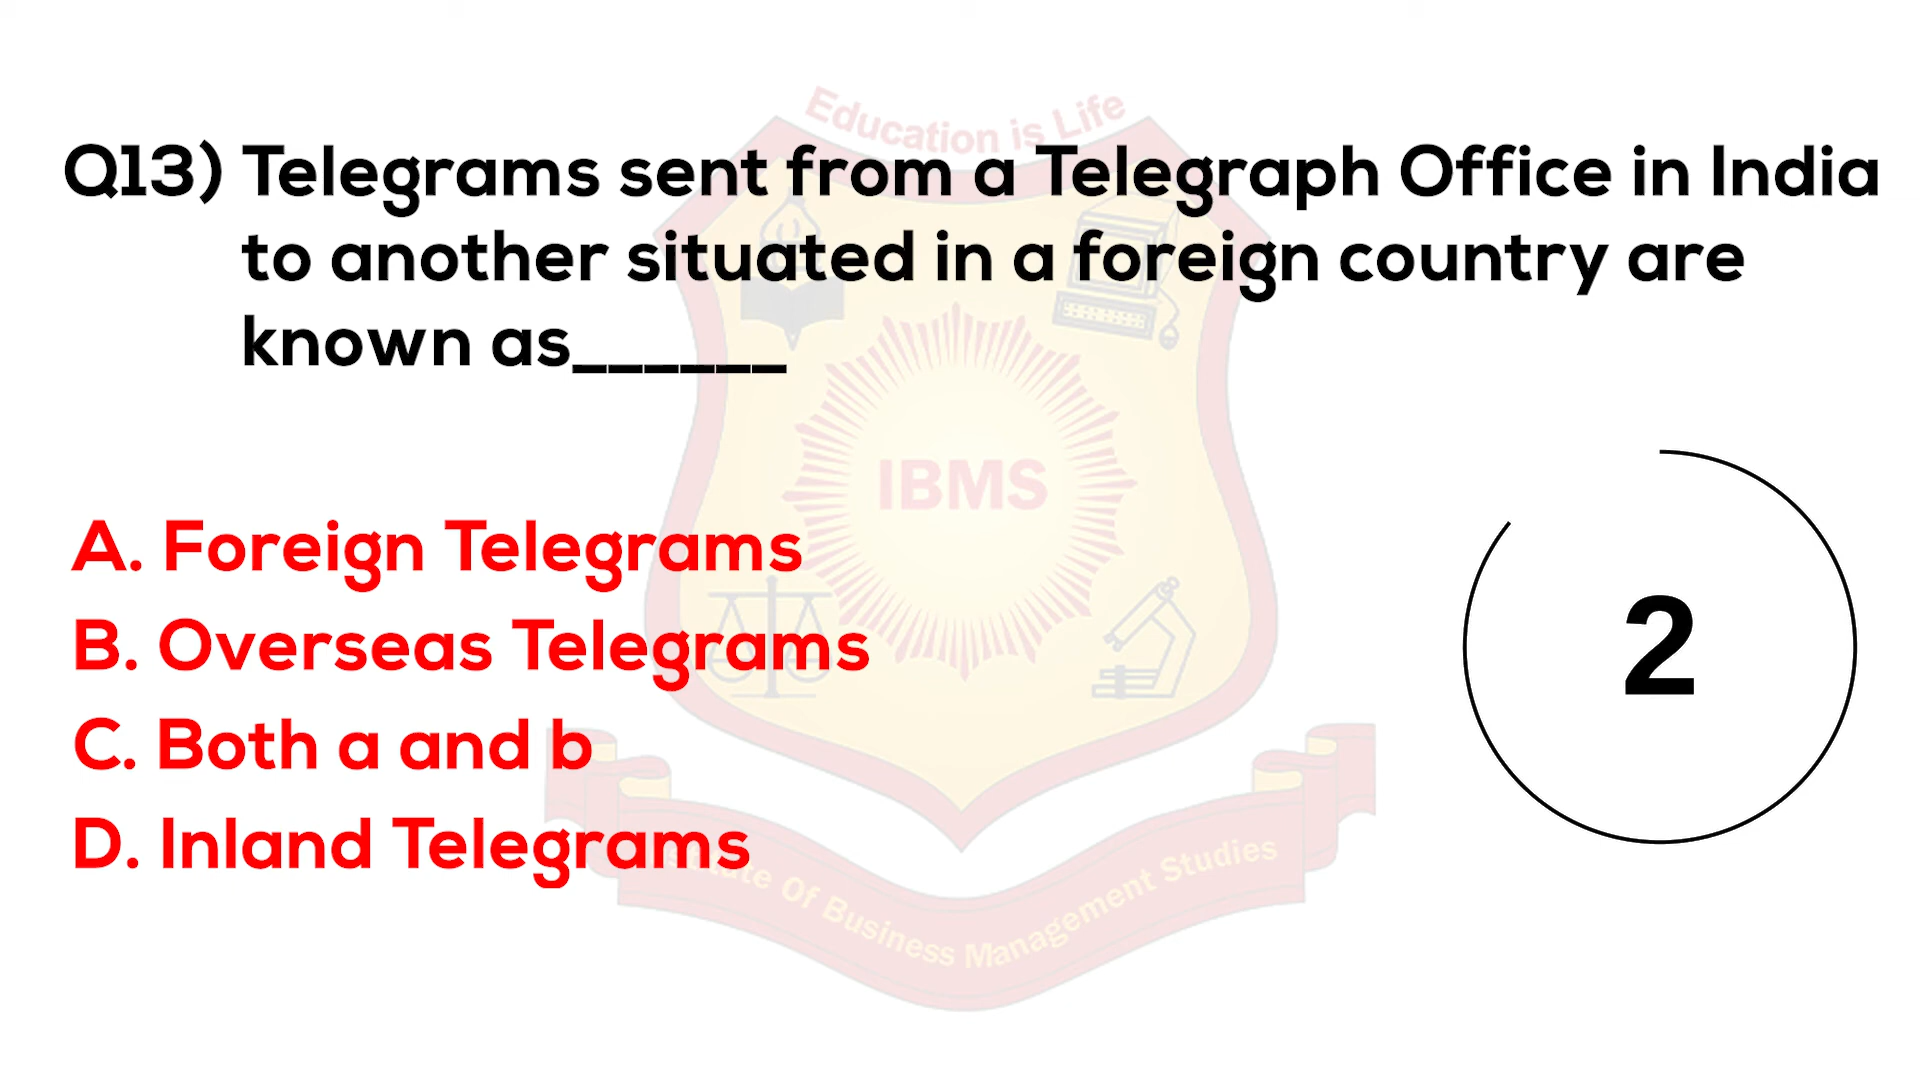 Education is Life
Q13) Telegrams sent from a Telegraph Office in India
to another situated in a foreign country are
known as______
IBMS
A. Foreign Telegrams
B. Overseas Telegrams
C. Both a and b
D. Inland Telegrams
2
Of Business Management Studies